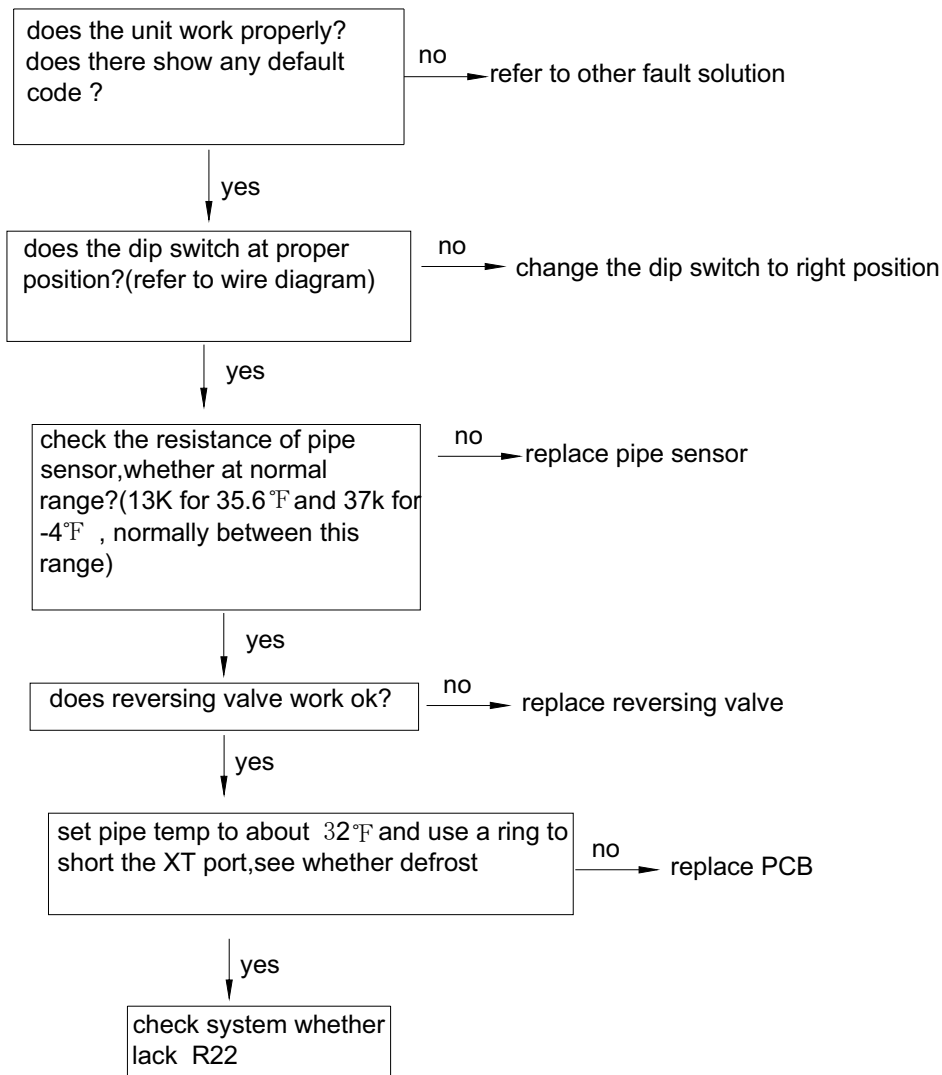 does the unit work properly?
does there show any default
code ?
no
refer to other fault solution
yes
does the dip switch at proper
position?(refer to wire diagram)
no
change the dip switch to right position
yes
check the resistance of pipe
sensor,whether at normal
range?(13K for 35.6℉ and 37k for
-4℉ , normally between this
range)
no
replace pipe sensor
yes
does reversing valve work ok?
no
replace reversing valve
yes
set pipe temp to about 32℉ and use a ring to
short the XT port,see whether defrost
no
replace PCB
yes
check system whether
lack R22